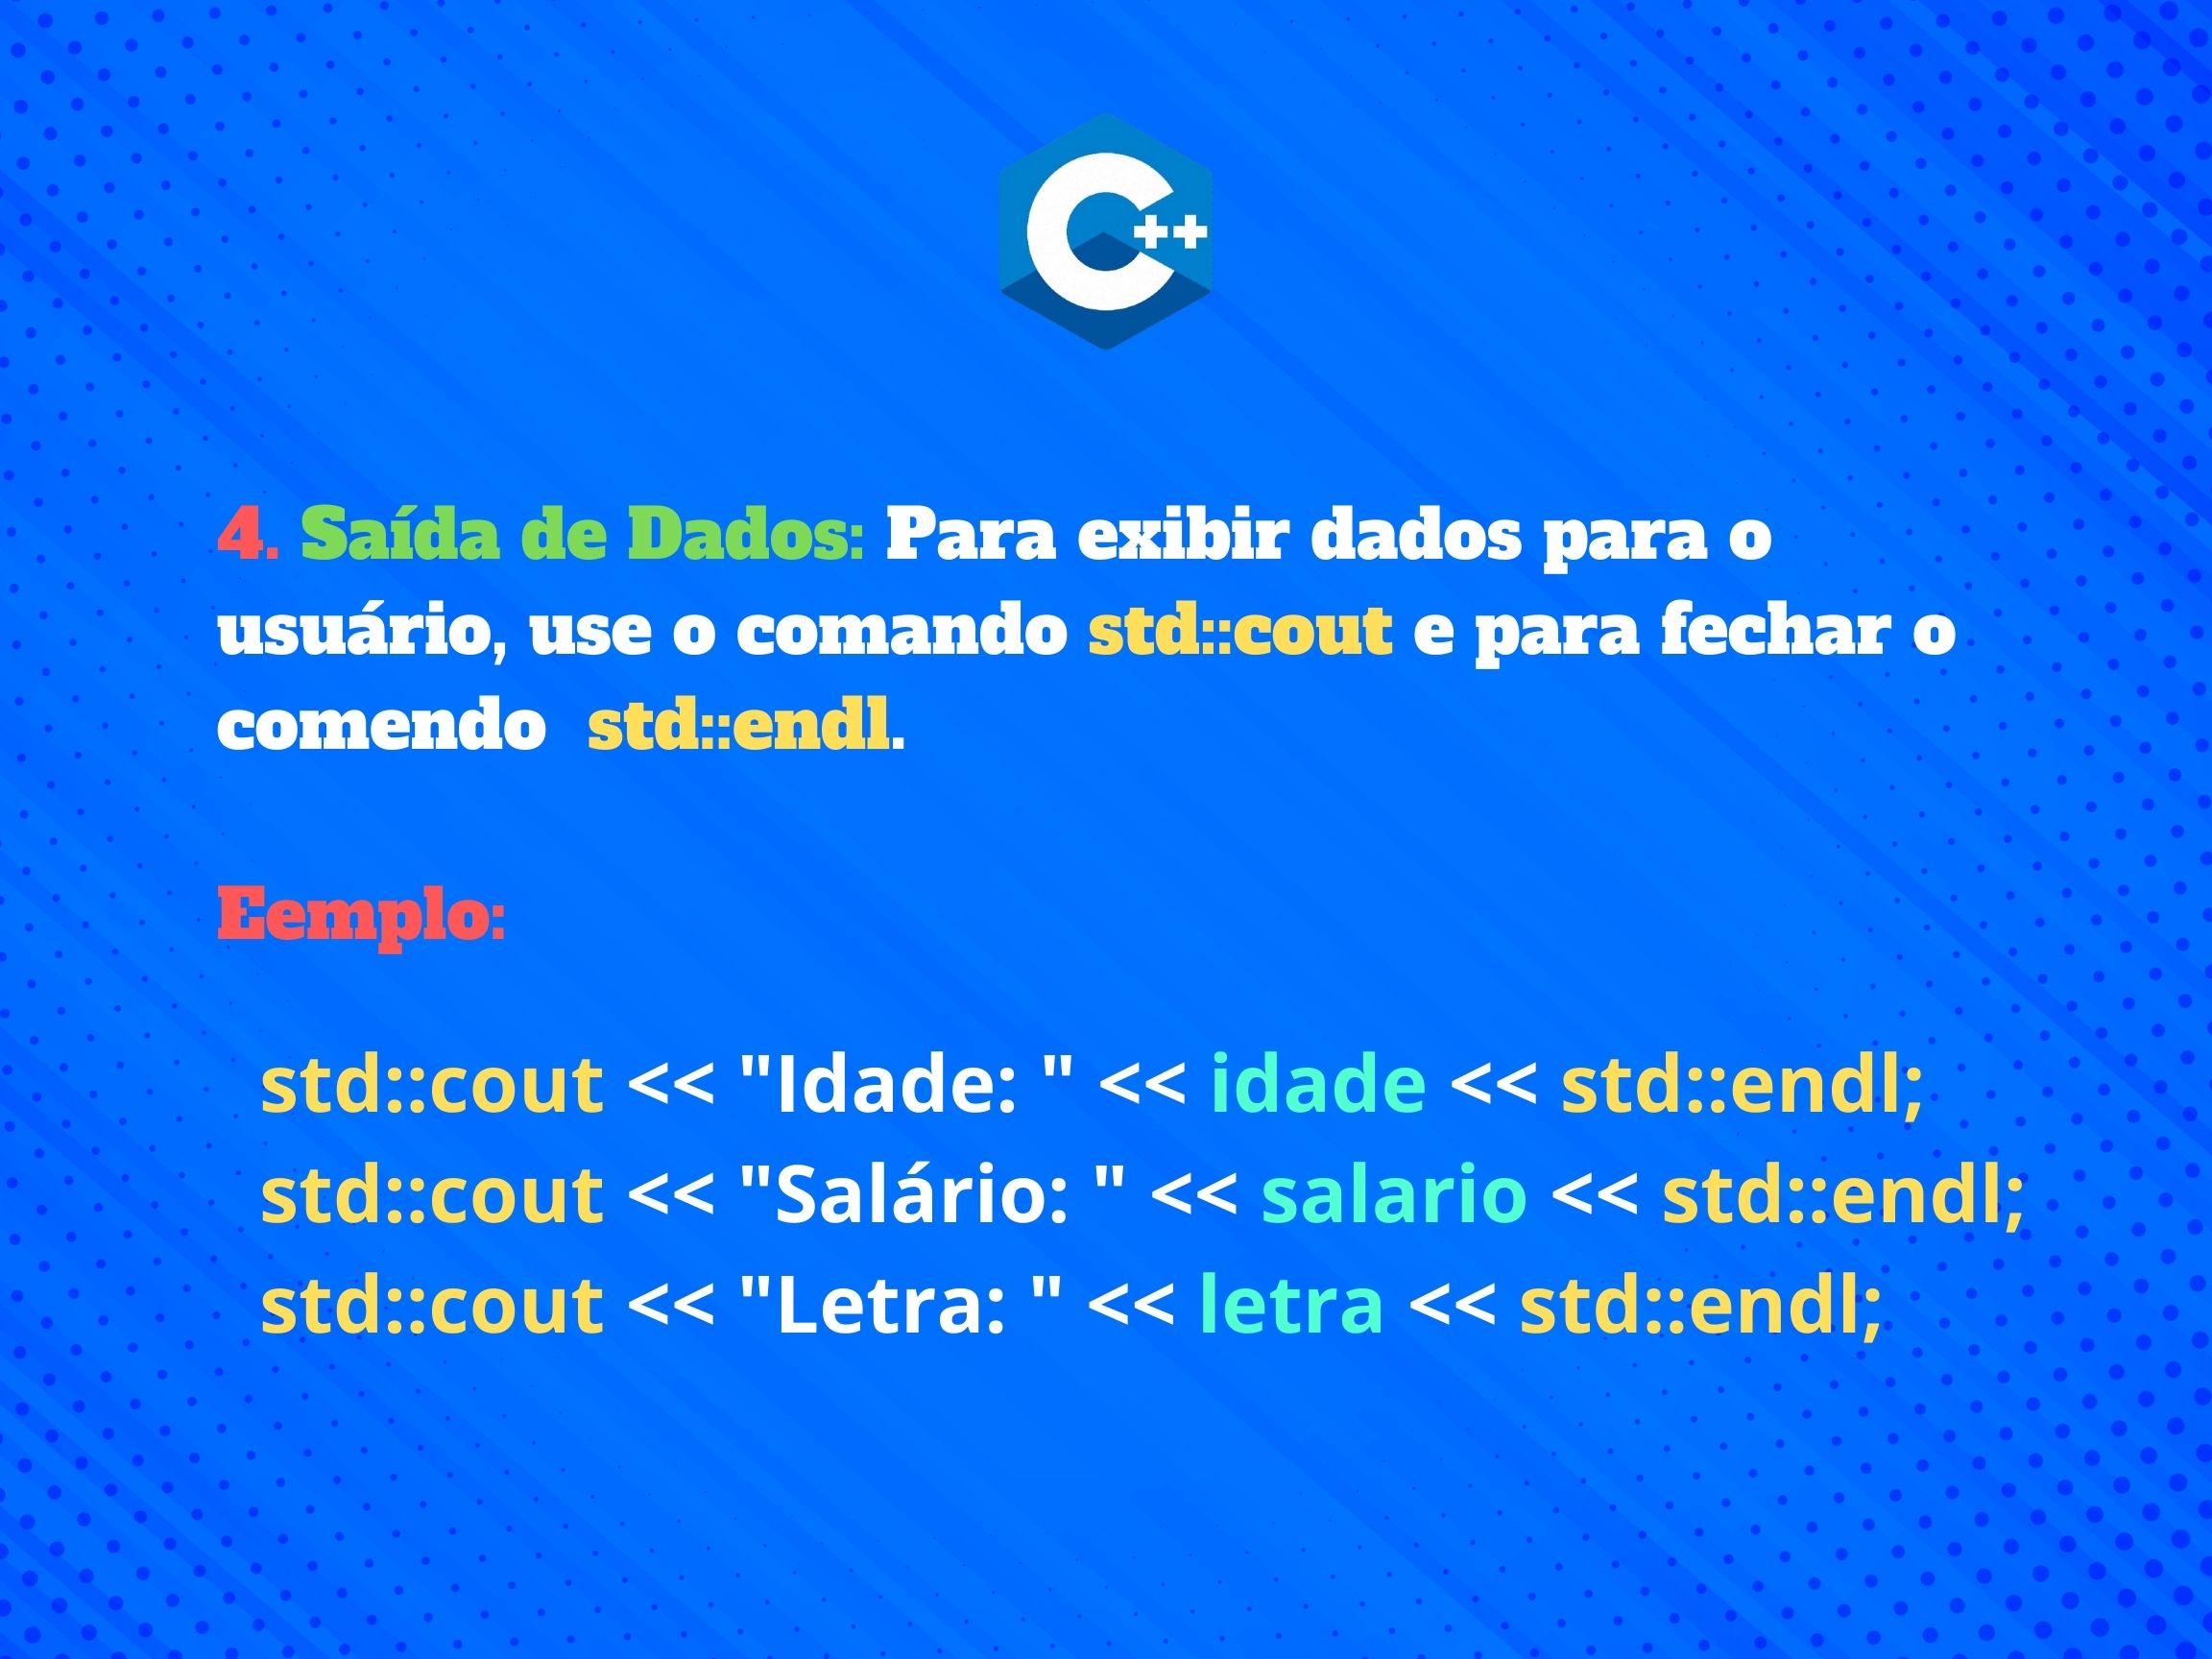 C++
4. Saída de Dados: Para exibir dados para o
usuário, use o comando std::cout e para fechar o
comendo std::endl.
Eemplo:
std::cout << "Idade: " << idade << std::endl;
std::cout << "Salário: " << salario << std::endl;
std::cout << "Letra: " << letra << std::endl;